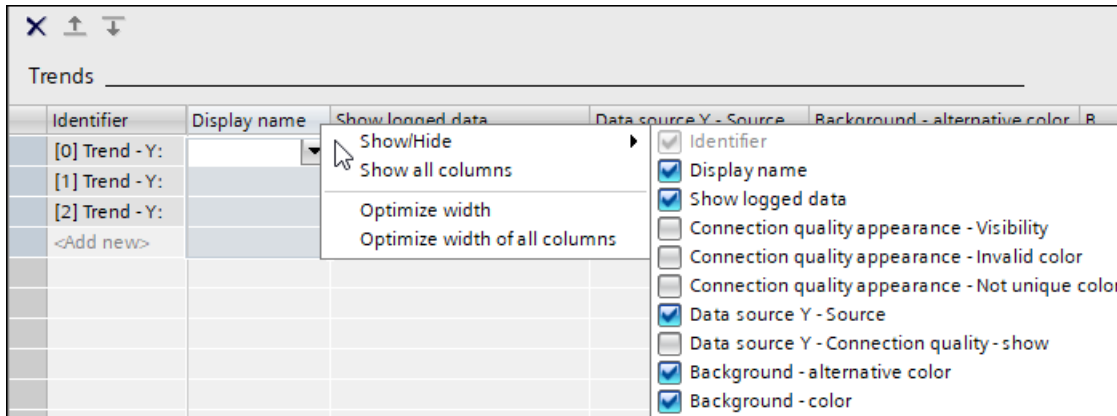 Trends
Identifier Display name Show logged data Data source Y - Source Background - alternative color B
[0] Trend - Y:
[1] Trend - Y:
[2] Trend - Y:
<Add new>
Show/Hide
Show all columns
Optimize width
Optimize width of all columns
Identifier
Display name
Show logged data
Connection quality appearance - Visibility
Connection quality appearance - Invalid color
Connection quality appearance - Not unique color
Data source Y - Source
Data source Y - Connection quality - show
Background - alternative color
Background - color